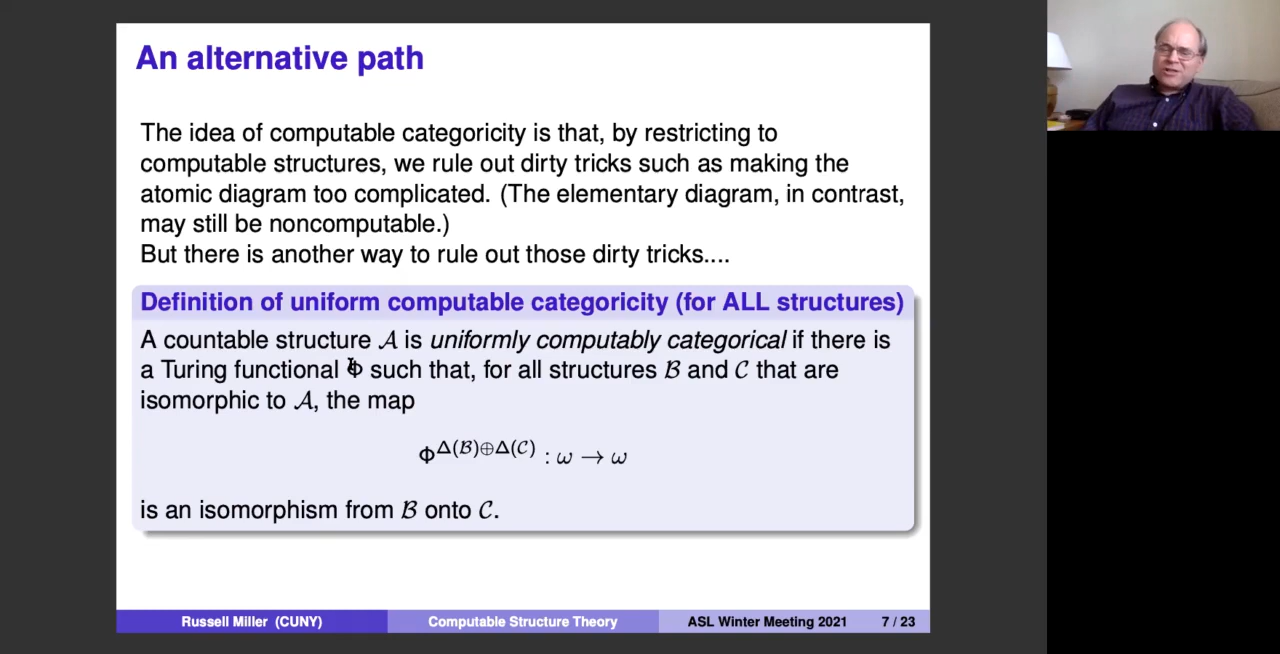 An alternative path
The idea of computable categoricity is that, by restricting to
computable structures, we rule out dirty tricks such as making the
atomic diagram too complicated. (The elementary diagram, in contrast,
may still be noncomputable.)
But there is another way to rule out those dirty tricks....
Definition of uniform computable categoricity (for ALL structures)
A countable structure 𝒜 is uniformly computably categorical if there is
a Turing functional Φ such that, for all structures ℬ and 𝒞 that are
isomorphic to 𝒜, the map
Φ^{Δ(ℬ)⊕Δ(𝒞)} : ω → ω
is an isomorphism from ℬ onto 𝒞.
Russell Miller (CUNY) Computable Structure Theory ASL Winter Meeting 2021 7 / 23